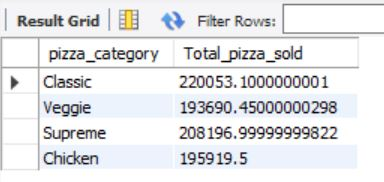 Result Grid Filter Rows:
pizza_category Total_pizza_sold
Classic 220053.1000000001
Veggie 193690.45000000298
Supreme 208196.99999999822
Chicken 195919.5